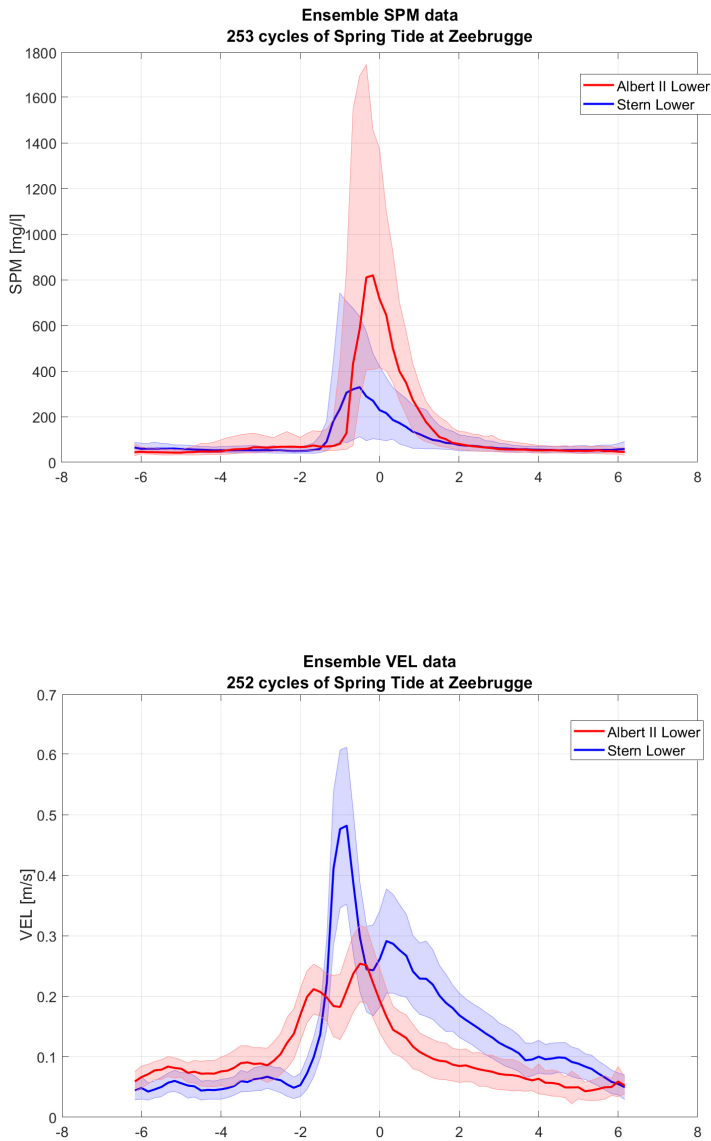 Ensemble SPM data
253 cycles of Spring Tide at Zeebrugge
1800
1600
1400
1200
1000
800
600
400
200
0
SPM [mg/l]
Albert II Lower
Stern Lower
-8 -6 -4 -2 0 2 4 6 8
Ensemble VEL data
252 cycles of Spring Tide at Zeebrugge
0.7
0.6
0.5
0.4
0.3
0.2
0.1
0
VEL [m/s]
Albert II Lower
Stern Lower
-8 -6 -4 -2 0 2 4 6 8